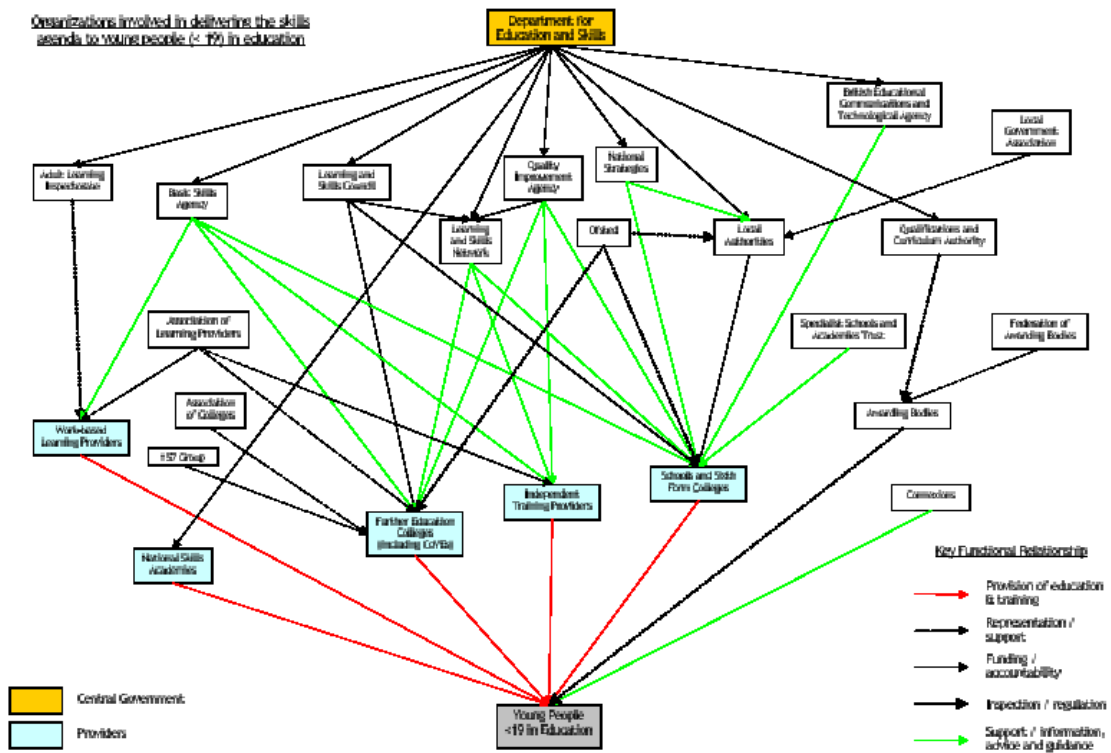 Organizations involved in delivering the skills
agenda to young people (< 19) in education
Department for
Education and Skills
British Educational
Communications and
Technological Agency
Local
Government
Association
Adult Learning
Inspectorate
Basic Skills
Agency
Learning and
Skills Council
Quality
Improvement
Agency
National
Strategies
Learning
and Skills
Network
Ofsted
Local
Authorities
Qualifications and
Curriculum Authority
Association of
Learning Providers
Specialist Schools and
Academies Trust
Federation of
Awarding Bodies
Association
of Colleges
Awarding Bodies
Work-based
Learning Providers
157 Group
Schools and Sixth
Form Colleges
Independent
Training Providers
Connexions
Further Education
Colleges
(including CoVEs)
National Skills
Academies
Key Functional Relationship
Provision of education
& training
Representation /
support
Funding /
accountability
Inspection / regulation
Support / information,
advice and guidance
Central Government
Providers
Young People
<19 in Education